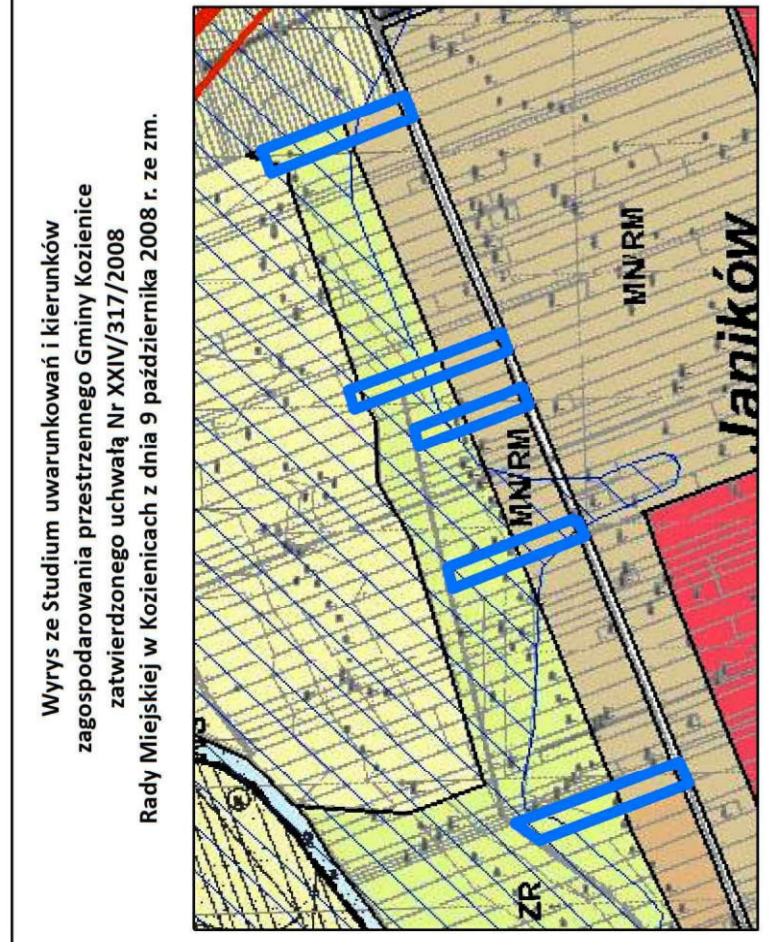 Wyrys ze Studium uwarunkowań i kierunków
zagospodarowania przestrzennego Gminy Kozienice
zatwierdzonego uchwałą Nr XXIV/317/2008
Rady Miejskiej w Kozienicach z dnia 9 października 2008 r. ze zm.
ZR
MN/RM
MN/RM
Janików